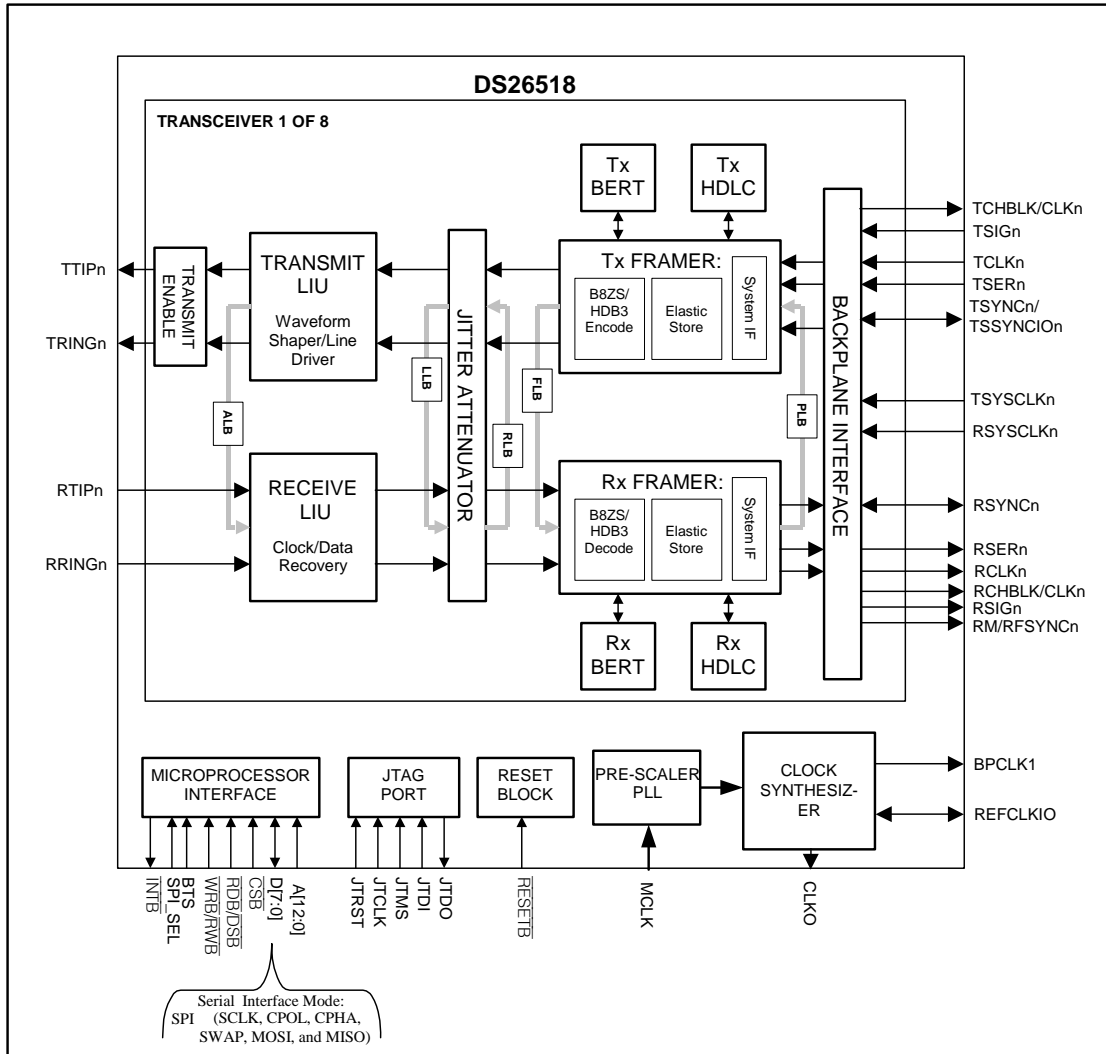 DS26518
TRANSCEIVER 1 OF 8
Tx
BERT
Tx
HDLC
TRANSMIT
ENABLE
TRANSMIT
LIU
Waveform
Shaper/Line
Driver
JITTER ATTENUATOR
Tx FRAMER:
B8ZS/
HDB3
Encode
Elastic
Store
System IF
BACKPLANE INTERFACE
TTIPn
TRINGn
ALB
LLB
RLB
FLB
PLB
RTIPn
RRINGn
RECEIVE
LIU
Clock/Data
Recovery
Rx FRAMER:
B8ZS/
HDB3
Decode
Elastic
Store
System IF
Rx
BERT
Rx
HDLC
TCHBLK/CLKn
TSIGn
TCLKn
TSERn
TSYNCn/
TSSYNCIOn
TSYSCLKn
RSYSCLKn
RSYNCn
RSERn
RCLKn
RCHBLK/CLKn
RSIGn
RM/RFSYNCn
MICROPROCESSOR
INTERFACE
JTAG
PORT
RESET
BLOCK
PRE-SCALER
PLL
CLOCK
SYNTHESIZ-
ER
BPCLK1
REFCLKIO
INTB
SPI_SEL
BTS
WRB/RWB
RDB/DSB
CSB
D[7:0]
A[12:0]
JTRST
JTCLK
JTMS
JTDI
JTDO
RESETB
MCLK
CLKO
Serial Interface Mode:
SPI (SCLK, CPOL, CPHA,
SWAP, MOSI, and MISO)